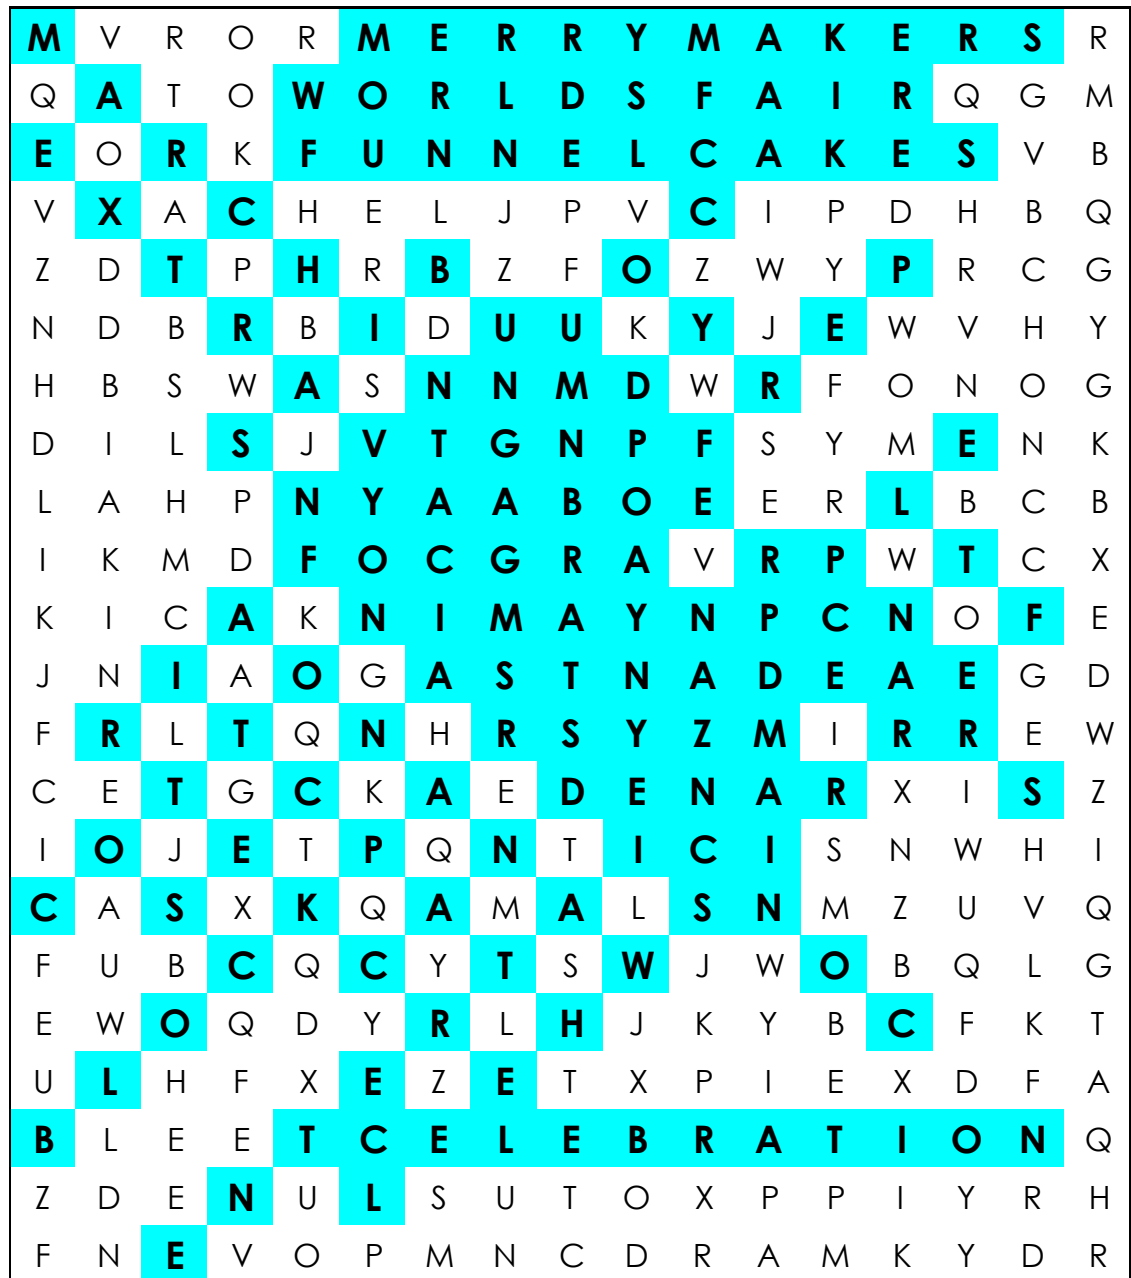 M V R O R M E R R Y M A K E R S R
Q A T O W O R L D S F A I R Q G M
E O R K F U N N E L C A K E S V B
V X A C H E L J P V C I P D H B Q
Z D T P H R B Z F O Z W Y P R C G
N D B R B I D U U K Y J E W V H Y
H B S W A S N N M D W R F O N O G
D I L S J V T G N P F S Y M E N K
L A H P N Y A A B O E E R L B C B
I K M D F O C G R A V R P W T C X
K I C A K N I M A Y N P C N O F E
J N I A O G A S T N A D E A E G D
F R L T Q N H R S Y Z M I R R E W
C E T G C K A E D E N A R X I S Z
I O J E T P Q N T I C I S N W H I
C A S X K Q A M A L S N M Z U V Q
F U B C Q C Y T S W J W O B Q L G
E W O Q D Y R L H J K Y B C F K T
U L H F X E Z E T X P I E X D F A
B L E E T C E L E B R A T I O N Q
Z D E N U L S U T O X P P I Y R H
F N E V O P M N C D R A M K Y D R